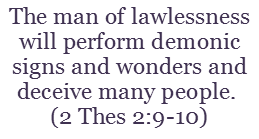 The man of lawlessness
will perform demonic
signs and wonders and
deceive many people.
(2 Thes 2:9-10)